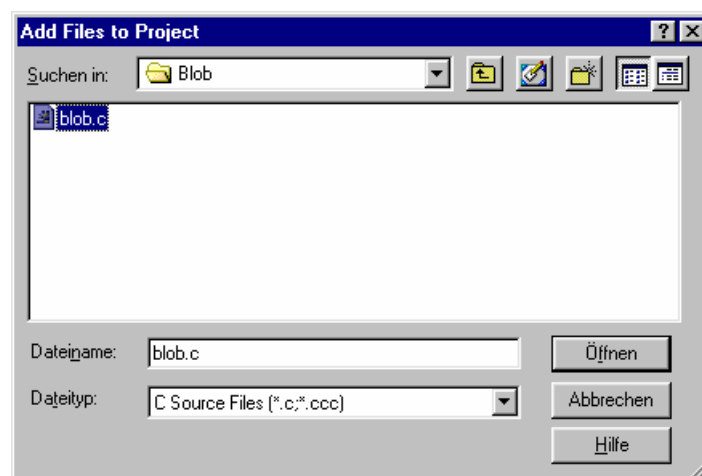 Add Files to Project
Suchen in: Blob
blob.c
Dateiname: blob.c Öffnen
Dateityp: C Source Files (*.c;*.ccc) Abbrechen
Hilfe